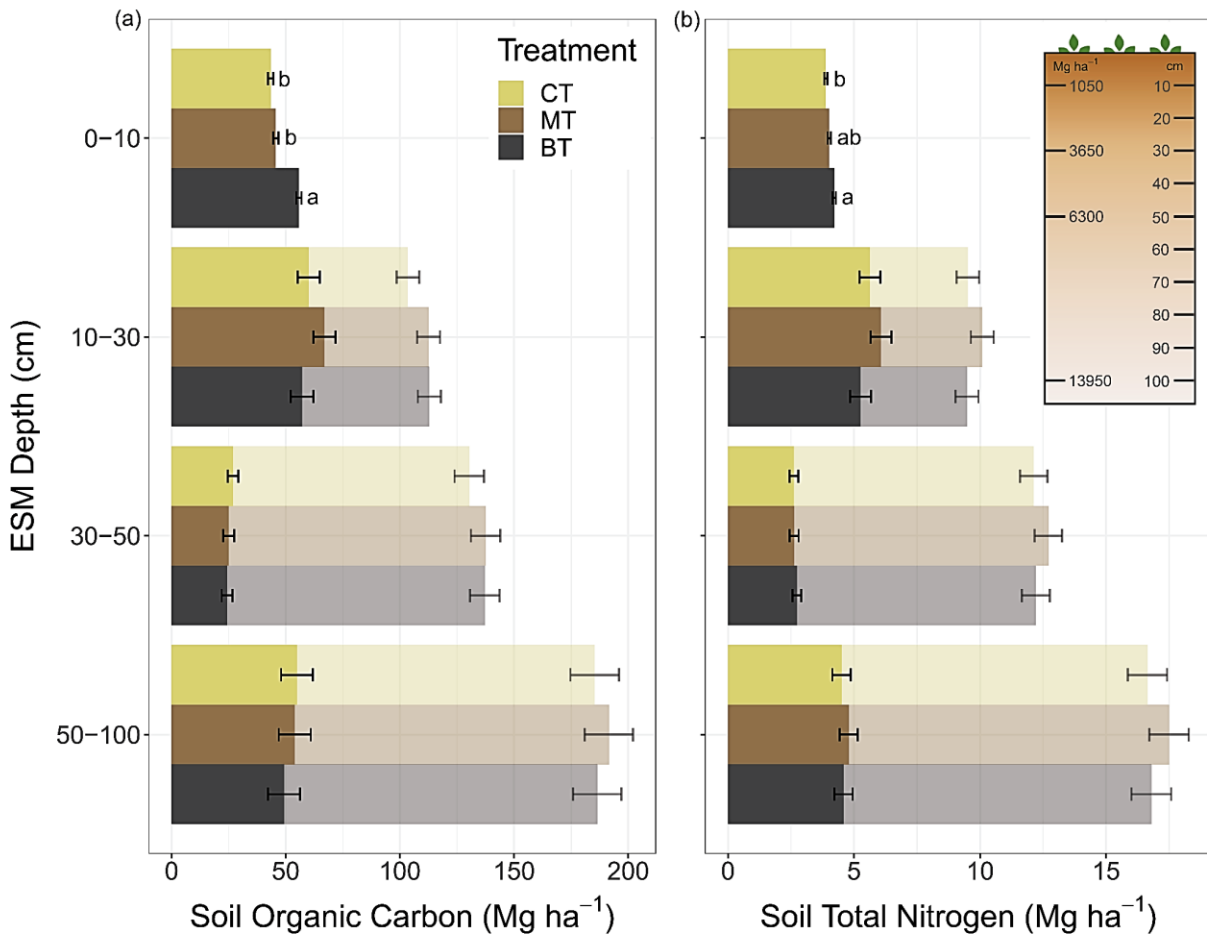 (a)
Treatment
CT
MT
BT
b
b
a
0−10
10−30
30−50
50−100
ESM Depth (cm)
0 50 100 150 200
Soil Organic Carbon (Mg ha⁻¹)
(b)
b
ab
a
Mg ha⁻¹ cm
1050 10
20
3650 30
40
6300 50
60
70
80
90
13950 100
0 5 10 15
Soil Total Nitrogen (Mg ha⁻¹)